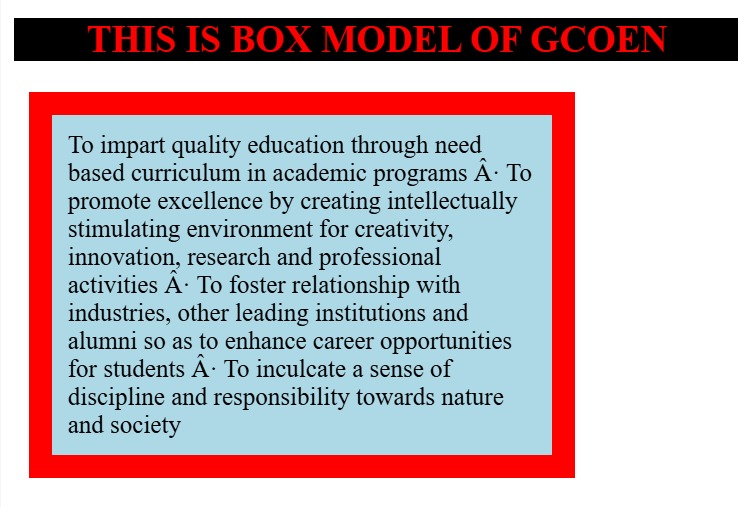 THIS IS BOX MODEL OF GCOEN
To impart quality education through need
based curriculum in academic programs Â· To
promote excellence by creating intellectually
stimulating environment for creativity,
innovation, research and professional
activities Â· To foster relationship with
industries, other leading institutions and
alumni so as to enhance career opportunities
for students Â· To inculcate a sense of
discipline and responsibility towards nature
and society